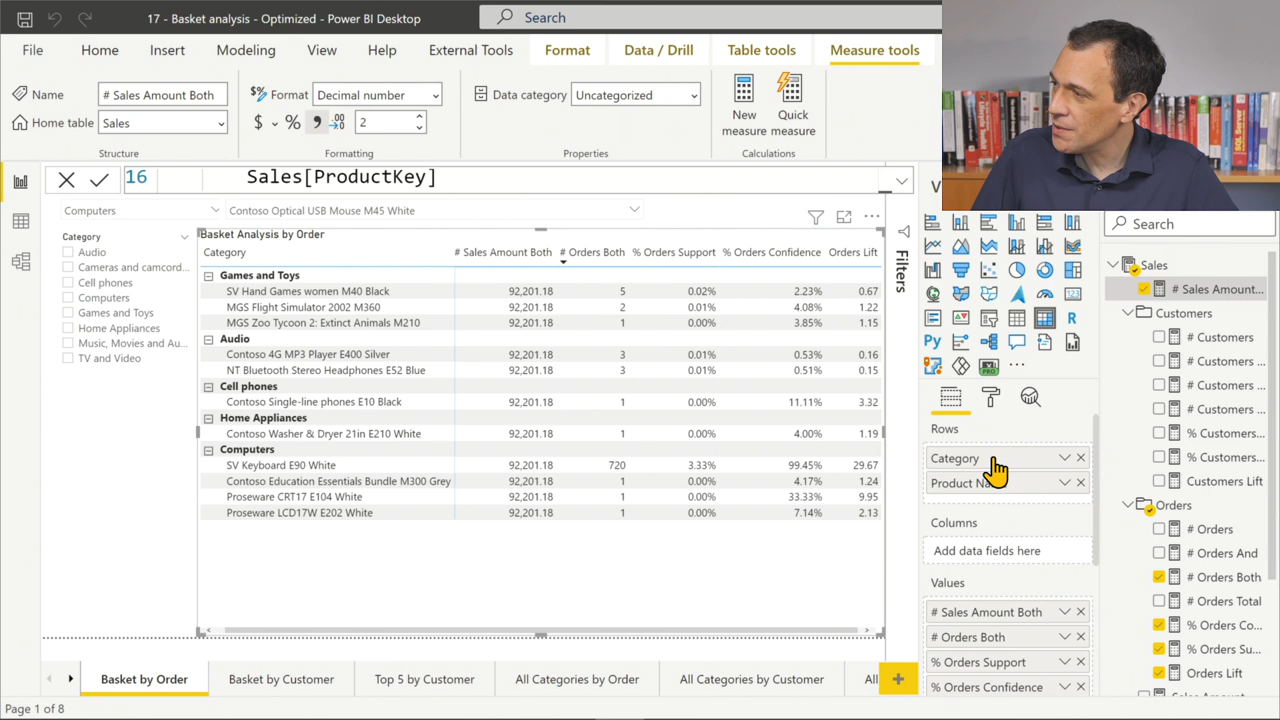 17 - Basket analysis - Optimized - Power BI Desktop
Search
File Home Insert Modeling View Help External Tools Format Data / Drill Table tools Measure tools
Name # Sales Amount Both
Home table Sales
Structure
Format Decimal number
$ % , .00 2
Formatting
Data category Uncategorized
Properties
New measure
Quick measure
Calculations
16 Sales[ProductKey]
Computers
Contoso Optical USB Mouse M45 White
Category
Audio
Cameras and camcord...
Cell phones
Computers
Games and Toys
Home Appliances
Music, Movies and Au...
TV and Video
Basket Analysis by Order
Category # Sales Amount Both # Orders Both % Orders Support % Orders Confidence Orders Lift
Games and Toys
SV Hand Games women M40 Black 92,201.18 5 0.02% 2.23% 0.67
MGS Flight Simulator 2002 M360 92,201.18 2 0.01% 4.08% 1.22
MGS Zoo Tycoon 2: Extinct Animals M210 92,201.18 1 0.00% 3.85% 1.15
Audio
Contoso 4G MP3 Player E400 Silver 92,201.18 3 0.01% 0.53% 0.16
NT Bluetooth Stereo Headphones E52 Blue 92,201.18 3 0.01% 0.51% 0.15
Cell phones
Contoso Single-line phones E10 Black 92,201.18 1 0.00% 11.11% 3.32
Home Appliances
Contoso Washer & Dryer 21in E210 White 92,201.18 1 0.00% 4.00% 1.19
Computers
SV Keyboard E90 White 92,201.18 720 3.33% 99.45% 29.67
Contoso Education Essentials Bundle M300 Grey 92,201.18 1 0.00% 4.17% 1.24
Proseware CRT17 E104 White 92,201.18 1 0.00% 33.33% 9.95
Proseware LCD17W E202 White 92,201.18 1 0.00% 7.14% 2.13
Filters
V
R
Py
PRO
Rows
Category
Product
Columns
Add data fields here
Values
# Sales Amount Both
# Orders Both
% Orders Support
% Orders Confidence
Search
Sales
# Sales Amount...
Customers
# Customers
# Customers ...
# Customers ...
# Customers ...
% Customers...
% Customers...
Customers Lift
Orders
# Orders
# Orders And
# Orders Both
# Orders Total
% Orders Co...
% Orders Su...
Orders Lift
Basket by Order Basket by Customer Top 5 by Customer All Categories by Order All Categories by Customer All
Page 1 of 8